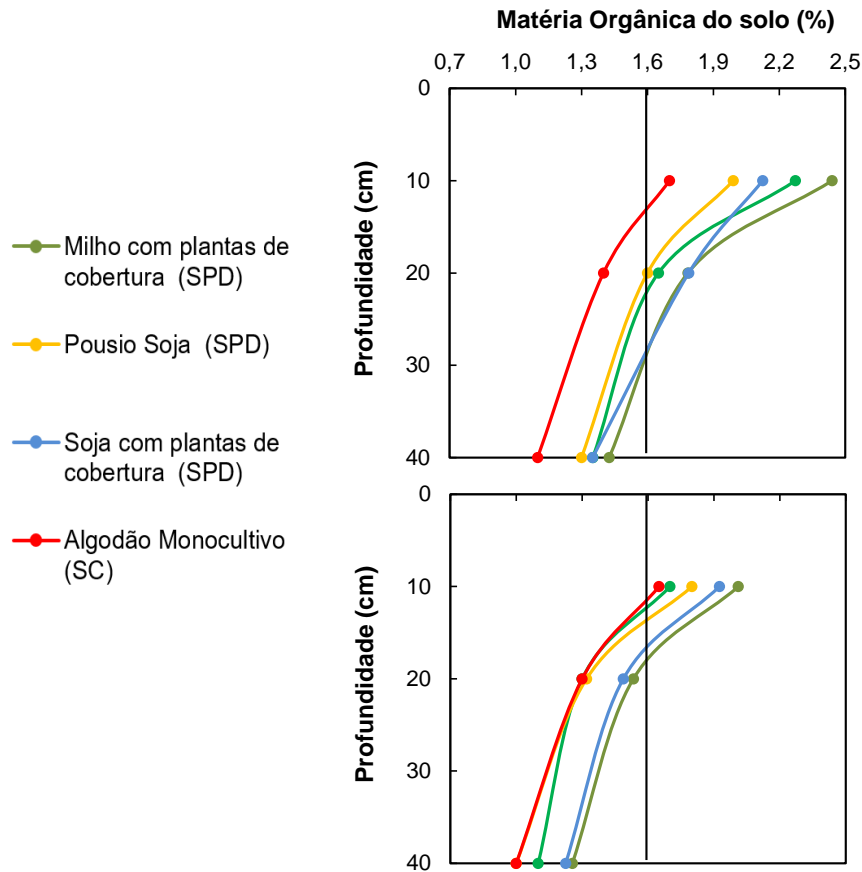 Matéria Orgânica do solo (%)
0,7 1,0 1,3 1,6 1,9 2,2 2,5
0
10
20
30
40
Profundidade (cm)
0
10
20
30
40
Profundidade (cm)
Milho com plantas de
cobertura (SPD)
Pousio Soja (SPD)
Soja com plantas de
cobertura (SPD)
Algodão Monocultivo
(SC)